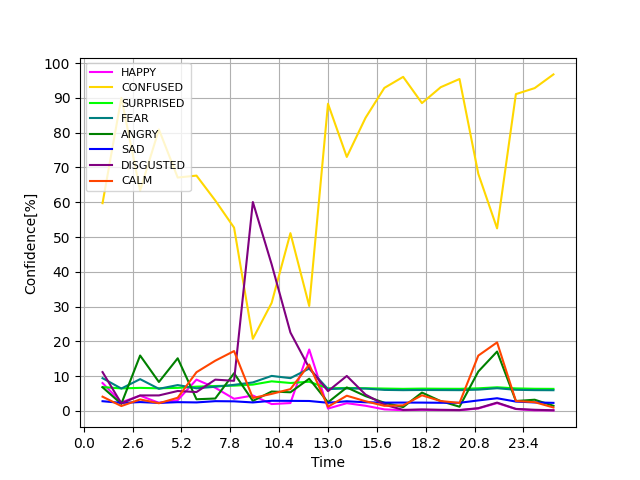 100
90
80
70
60
50
40
30
20
10
0
Confidence[%]
HAPPY
CONFUSED
SURPRISED
FEAR
ANGRY
SAD
DISGUSTED
CALM
0.0 2.6 5.2 7.8 10.4 13.0 15.6 18.2 20.8 23.4
Time